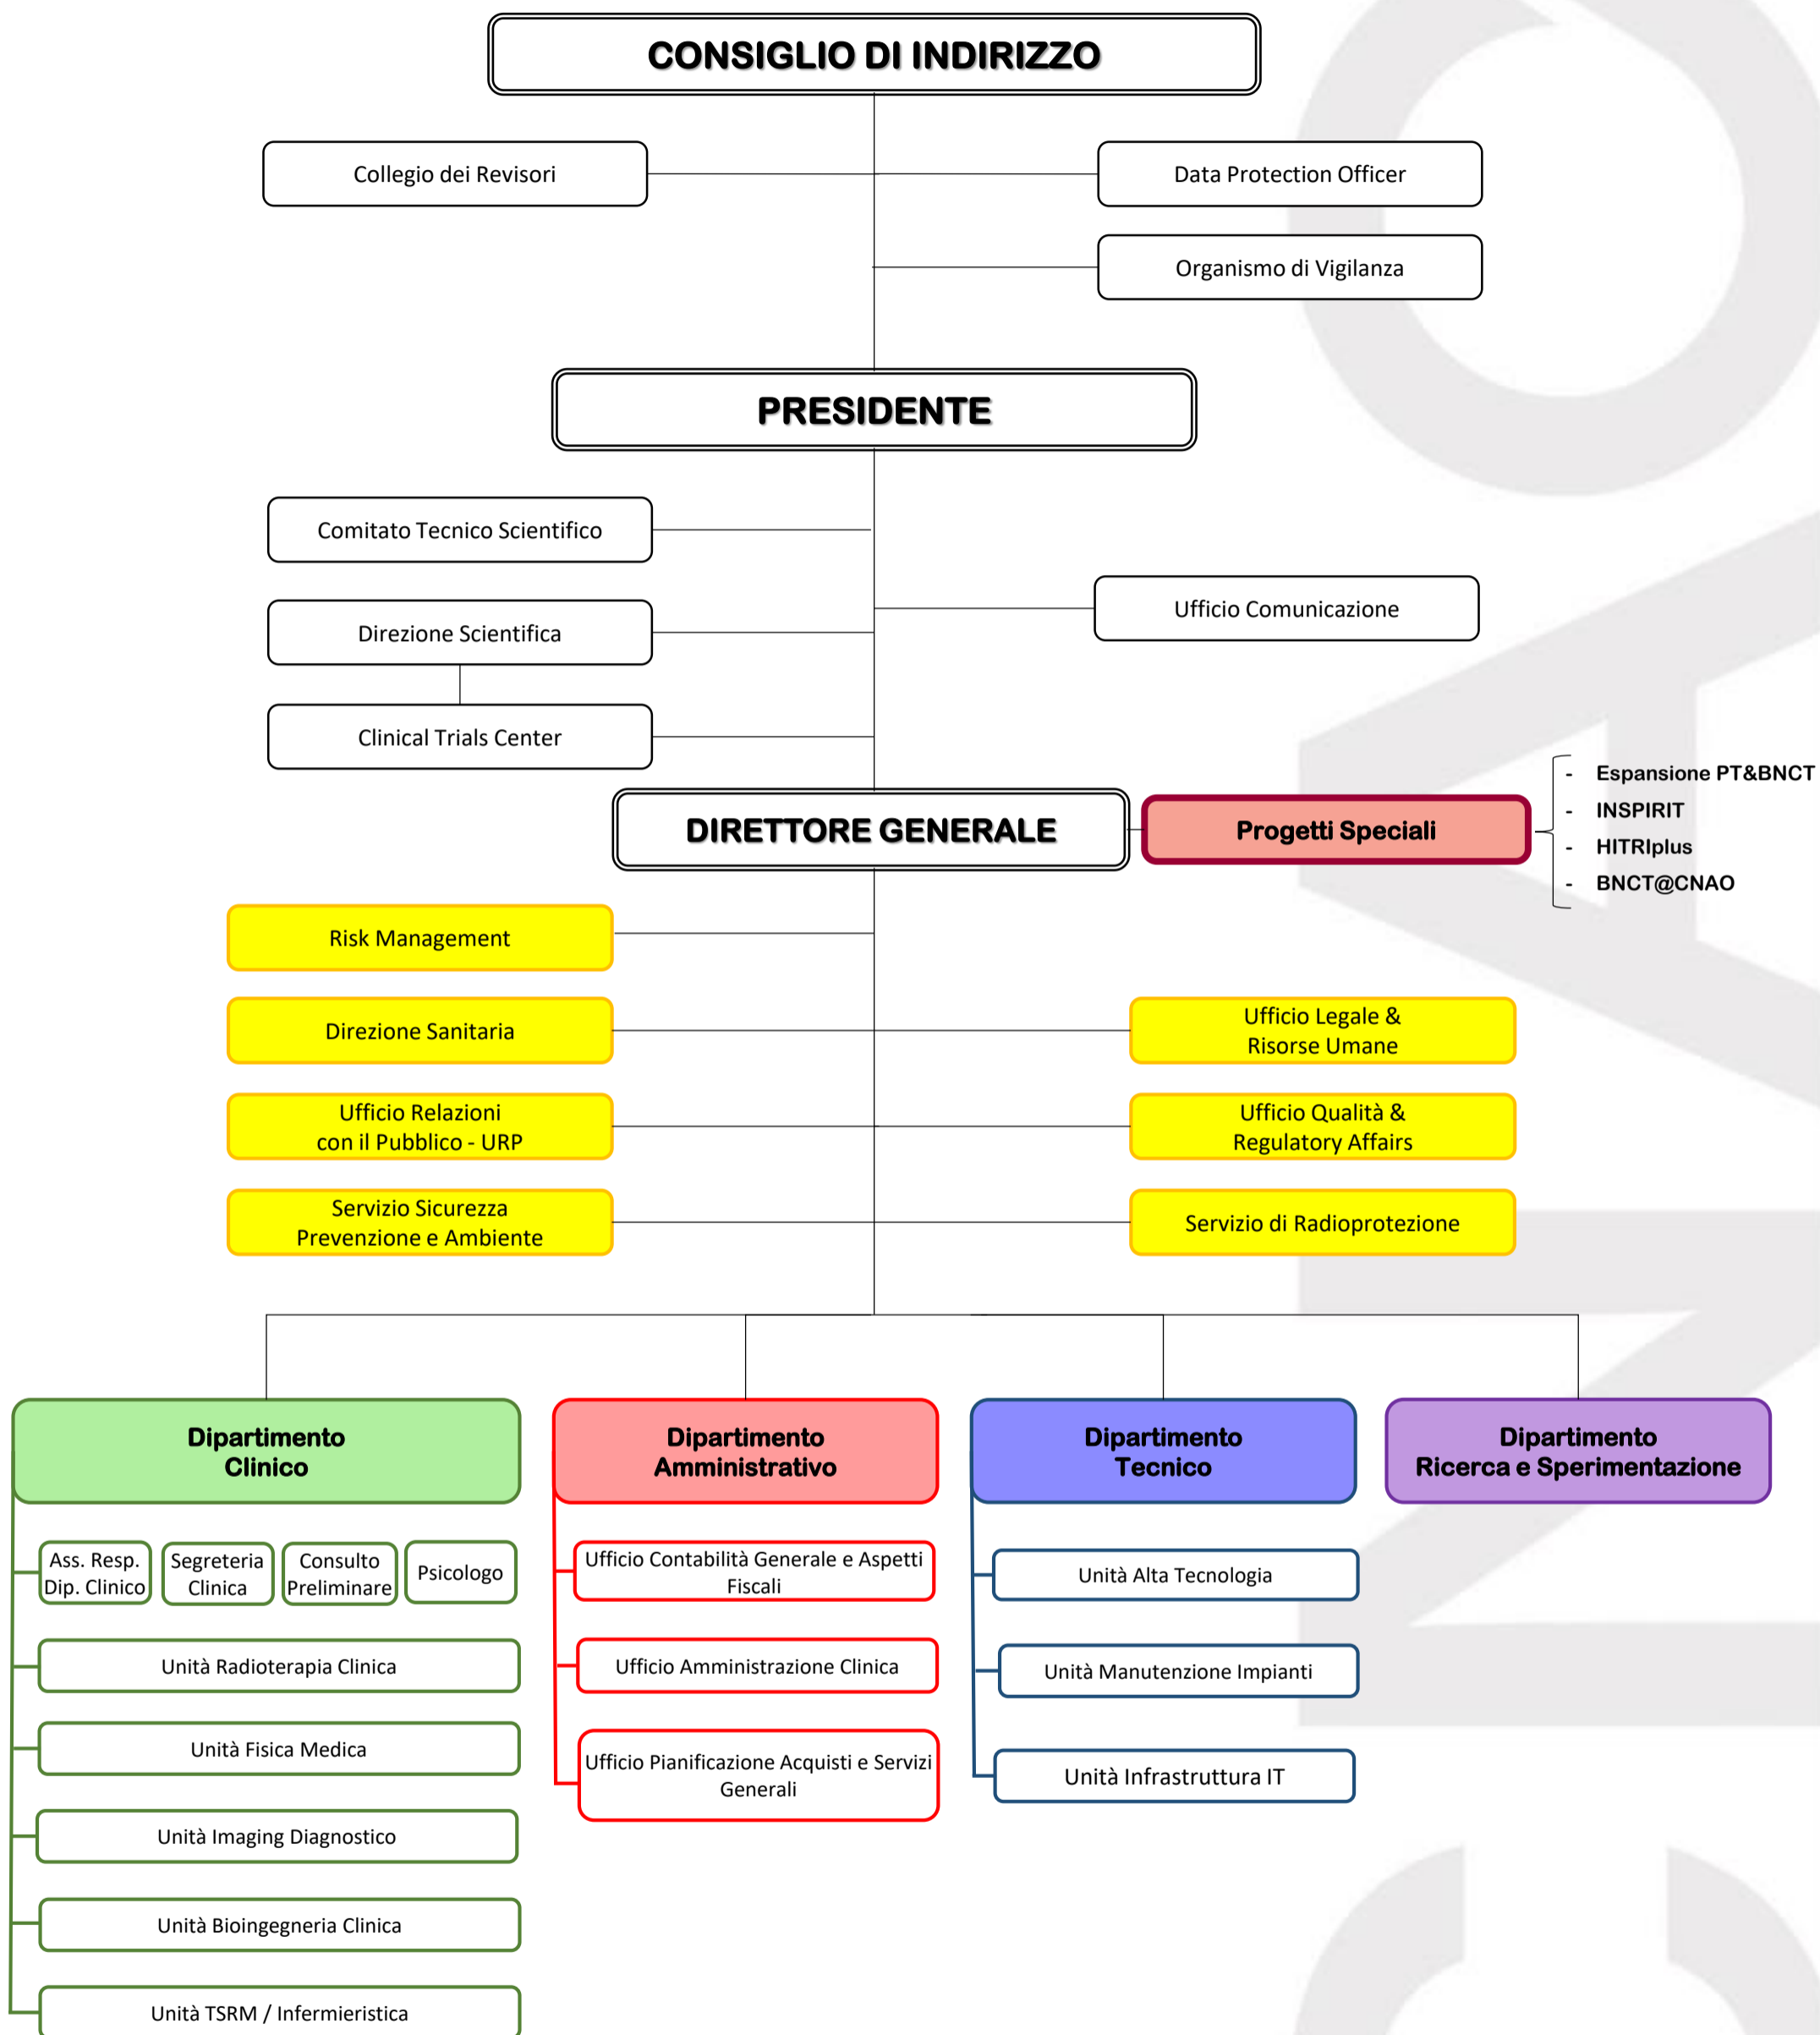 CONSIGLIO DI INDIRIZZO
Collegio dei Revisori
Data Protection Officer
Organismo di Vigilanza
PRESIDENTE
Comitato Tecnico Scientifico
Ufficio Comunicazione
Direzione Scientifica
Clinical Trials Center
DIRETTORE GENERALE
Progetti Speciali
- Espansione PT&BNCT
- INSPIRIT
- HITRIplus
- BNCT@CNAO
Risk Management
Direzione Sanitaria
Ufficio Legale &
Risorse Umane
Ufficio Relazioni
con il Pubblico - URP
Ufficio Qualità &
Regulatory Affairs
Servizio Sicurezza
Prevenzione e Ambiente
Servizio di Radioprotezione
Dipartimento
Clinico
Ass. Resp.
Dip. Clinico
Segreteria
Clinica
Consulto
Preliminare
Psicologo
Unità Radioterapia Clinica
Unità Fisica Medica
Unità Imaging Diagnostico
Unità Bioingegneria Clinica
Unità TSRM / Infermieristica
Dipartimento
Amministrativo
Ufficio Contabilità Generale e Aspetti
Fiscali
Ufficio Amministrazione Clinica
Ufficio Pianificazione Acquisti e Servizi
Generali
Dipartimento
Tecnico
Unità Alta Tecnologia
Unità Manutenzione Impianti
Unità Infrastruttura IT
Dipartimento
Ricerca e Sperimentazione
CNAO